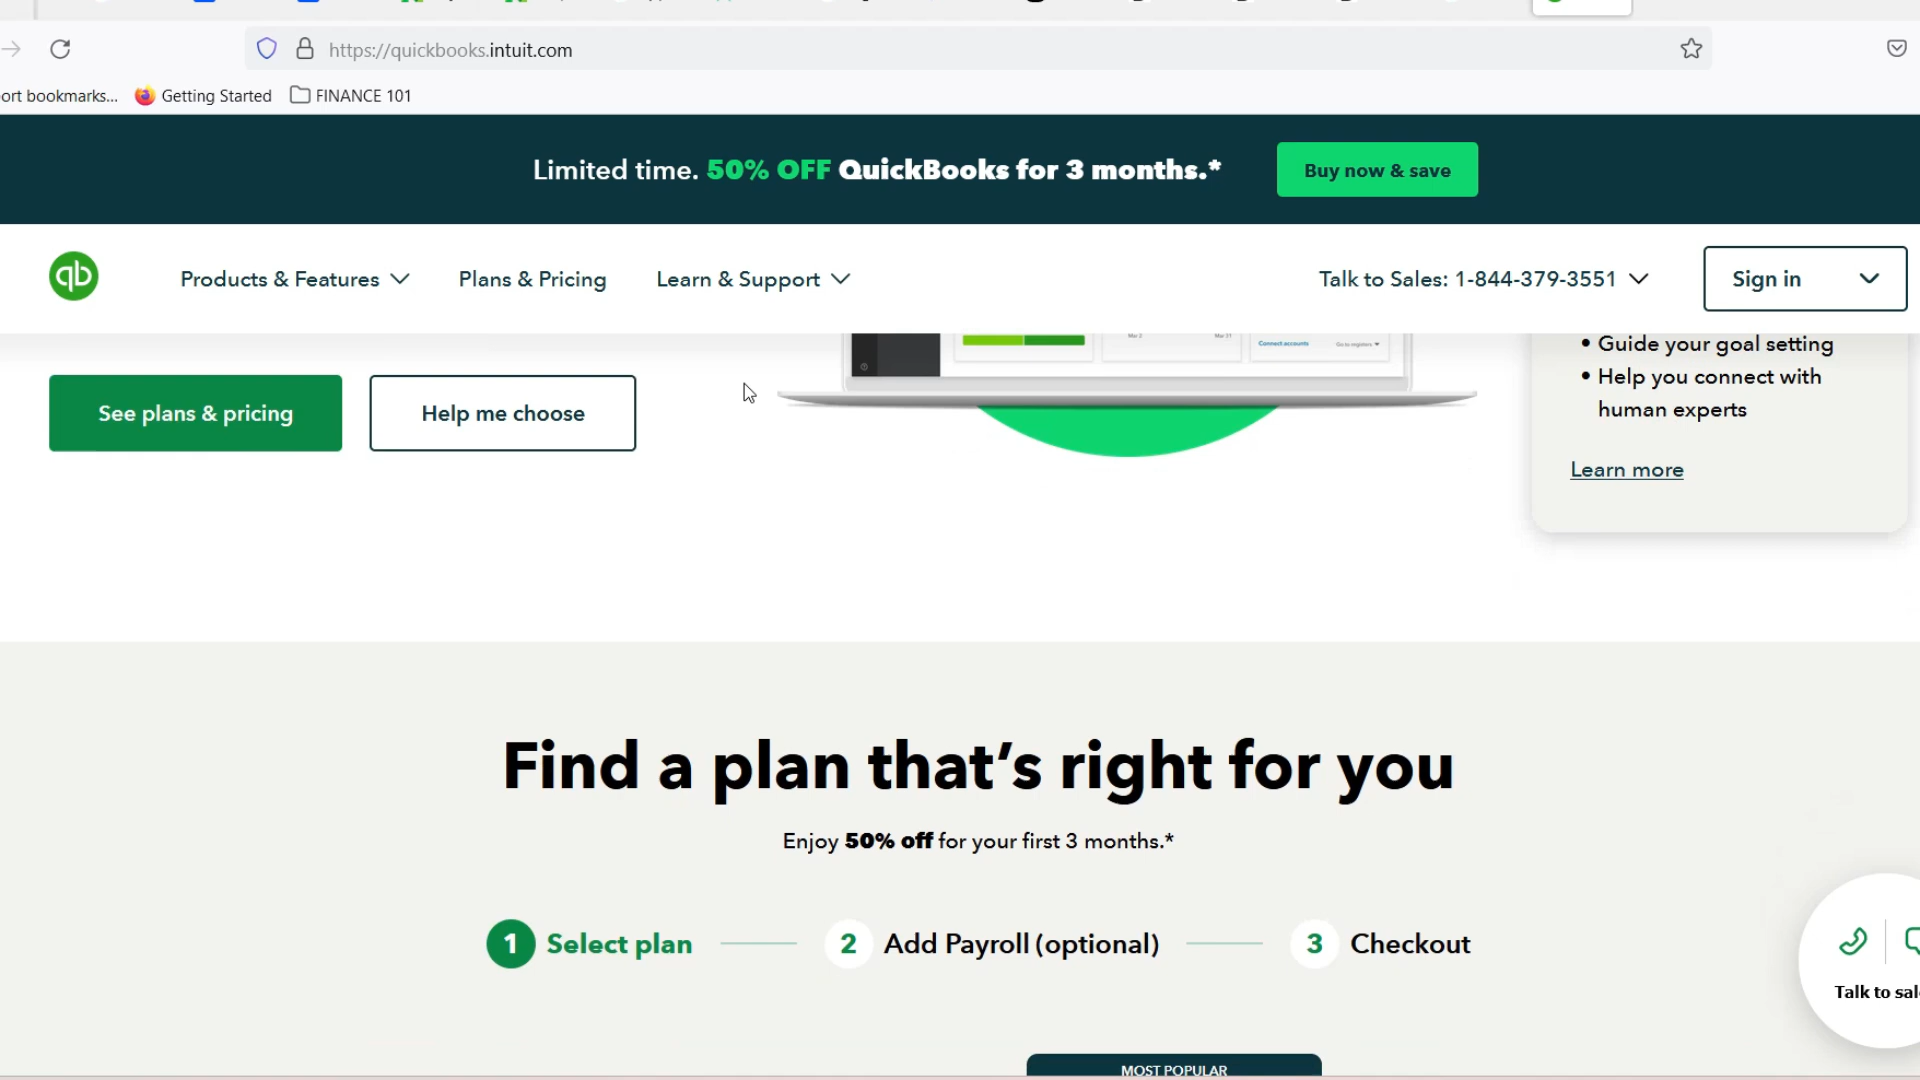 https://quickbooks.intuit.com
ort bookmarks... Getting Started FINANCE 101
Limited time. 50% OFF QuickBooks for 3 months.* Buy now & save
qb Products & Features Plans & Pricing Learn & Support Talk to Sales: 1-844-379-3551 Sign in
• Guide your goal setting
• Help you connect with
human experts
See plans & pricing Help me choose
Learn more
Find a plan that's right for you
Enjoy 50% off for your first 3 months.*
1 Select plan 2 Add Payroll (optional) 3 Checkout
Talk to sal
MOST POPULAR